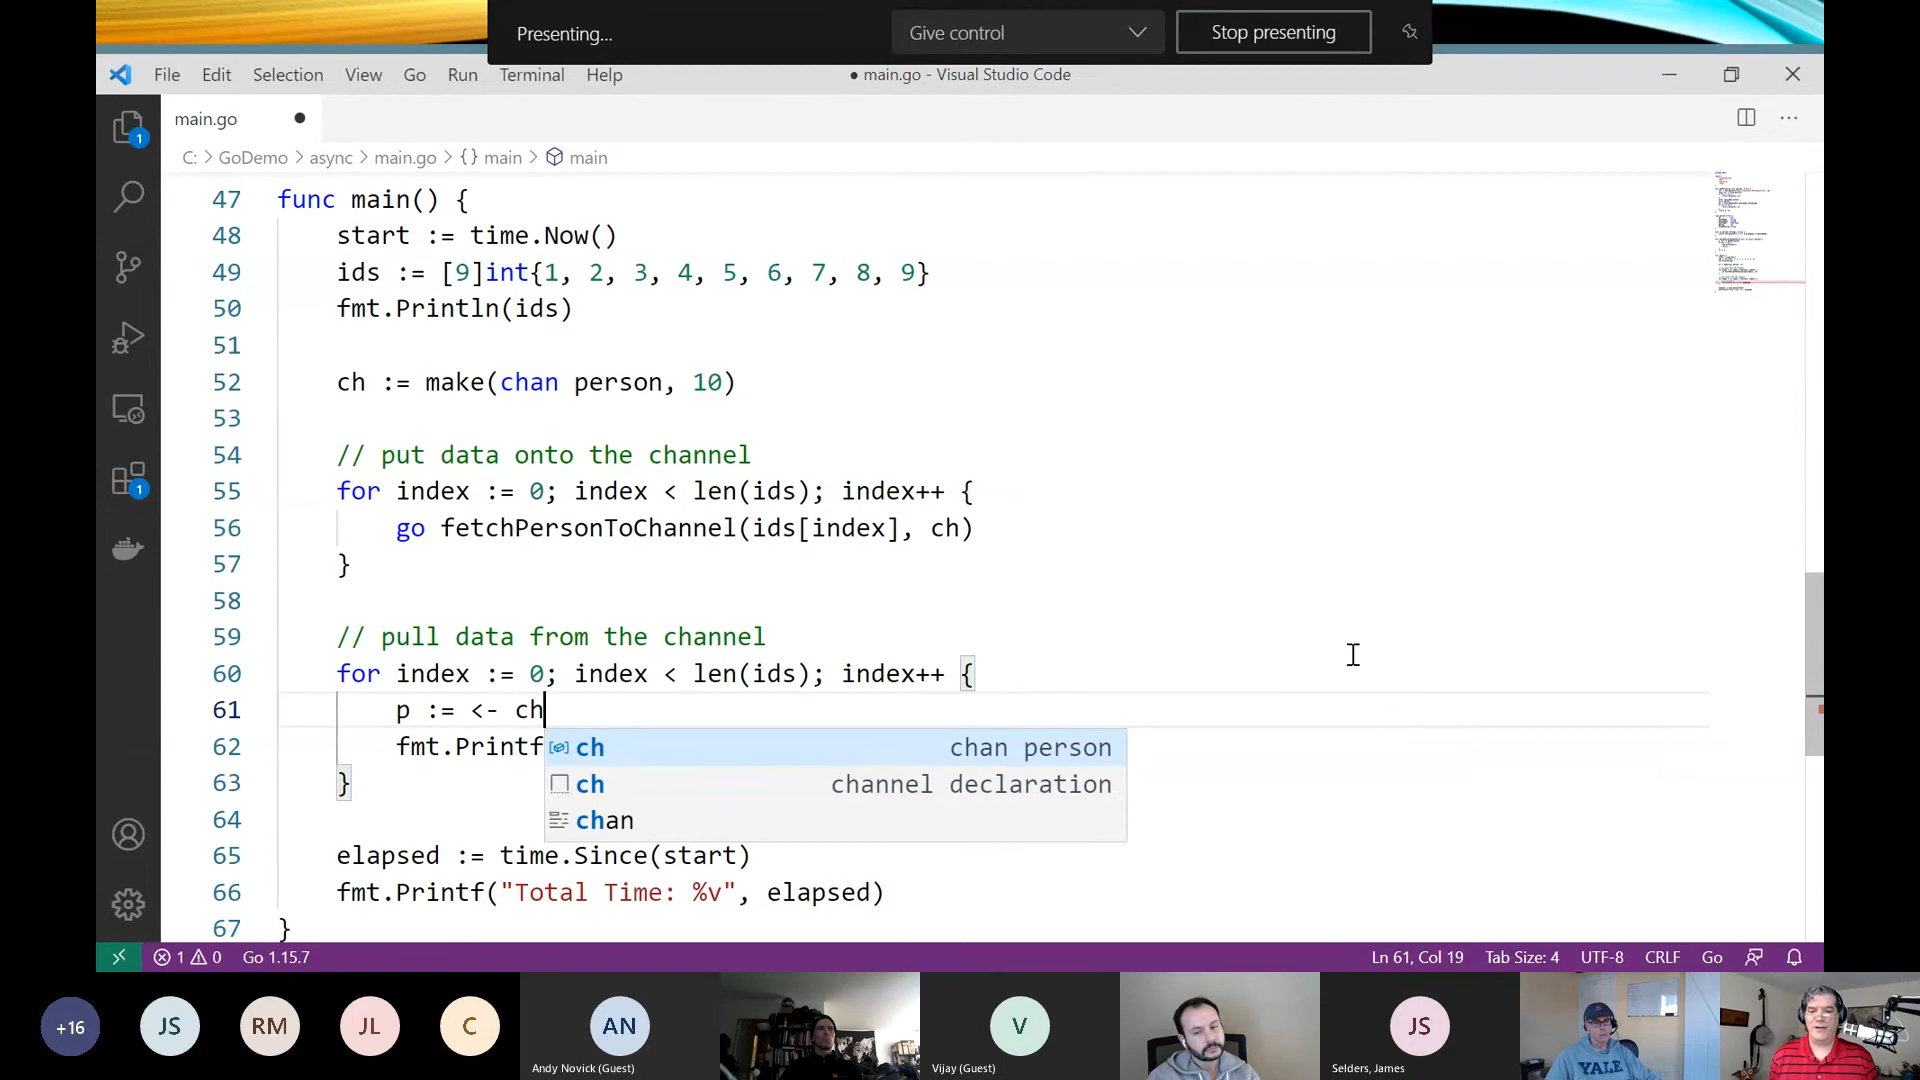 Presenting...
Give control
Stop presenting
File Edit Selection View Go Run Terminal Help
● main.go - Visual Studio Code
main.go
C: > GoDemo > async > main.go > {} main > main
47 func main() {
48 start := time.Now()
49 ids := [9]int{1, 2, 3, 4, 5, 6, 7, 8, 9}
50 fmt.Println(ids)
51
52 ch := make(chan person, 10)
53
54 // put data onto the channel
55 for index := 0; index < len(ids); index++ {
56 go fetchPersonToChannel(ids[index], ch)
57 }
58
59 // pull data from the channel
60 for index := 0; index < len(ids); index++ {
61 p := <- ch
62 fmt.Printf
ch chan person
63 }
ch channel declaration
64
chan
65 elapsed := time.Since(start)
66 fmt.Printf("Total Time: %v", elapsed)
67 }
1
1
1 0 Go 1.15.7
Ln 61, Col 19 Tab Size: 4 UTF-8 CRLF Go
+16 JS RM JL C AN V JS
Andy Novick (Guest)
Vijay (Guest)
Selders, James
YALE